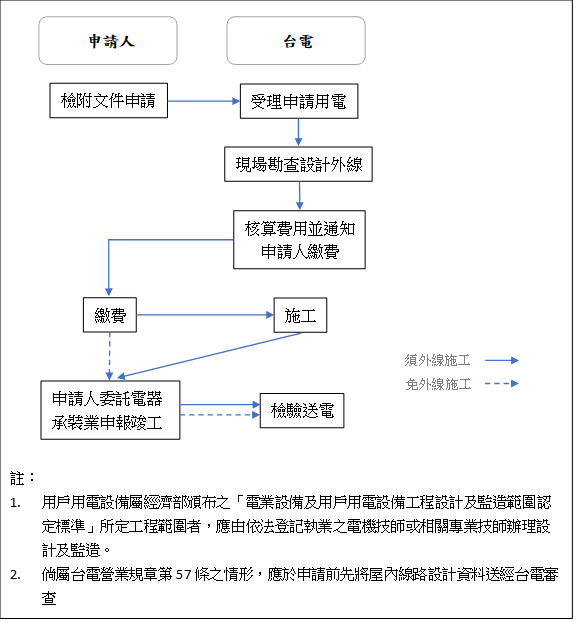 申請人
台電
檢附文件申請
受理申請用電
現場勘查設計外線
核算費用並通知
申請人繳費
繳費
施工
須外線施工
免外線施工
申請人委託電器
承裝業申報竣工
檢驗送電
註：
1. 用戶用電設備屬經濟部頒布之「電業設備及用戶用電設備工程設計及監造範圍認
定標準」所定工程範圍者，應由依法登記執業之電機技師或相關專業技師辦理設
計及監造。
2. 倘屬台電營業規章第 57 條之情形，應於申請前先將屋內線路設計資料送經台電審
查